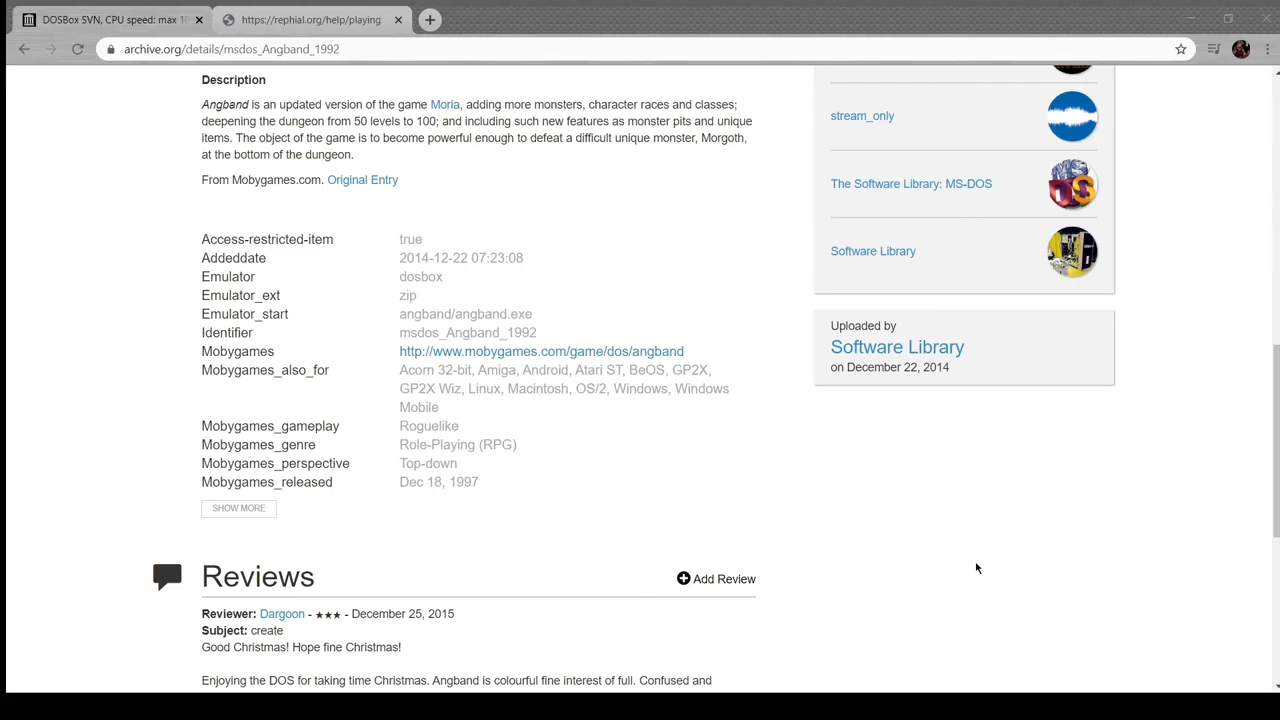 DOSBox SVN, CPU speed: max 1
https://rephial.org/help/playing
archive.org/details/msdos_Angband_1992
Description
Angband is an updated version of the game Moria, adding more monsters, character races and classes;
deepening the dungeon from 50 levels to 100; and including such new features as monster pits and unique
items. The object of the game is to become powerful enough to defeat a difficult unique monster, Morgoth,
at the bottom of the dungeon.
From Mobygames.com. Original Entry
Access-restricted-item true
Addeddate 2014-12-22 07:23:08
Emulator dosbox
Emulator_ext zip
Emulator_start angband/angband.exe
Identifier msdos_Angband_1992
Mobygames http://www.mobygames.com/game/dos/angband
Mobygames_also_for Acorn 32-bit, Amiga, Android, Atari ST, BeOS, GP2X,
GP2X Wiz, Linux, Macintosh, OS/2, Windows, Windows
Mobile
Mobygames_gameplay Roguelike
Mobygames_genre Role-Playing (RPG)
Mobygames_perspective Top-down
Mobygames_released Dec 18, 1997
SHOW MORE
Reviews
Add Review
Reviewer: Dargoon - ★★★ - December 25, 2015
Subject: create
Good Christmas! Hope fine Christmas!
Enjoying the DOS for taking time Christmas. Angband is colourful fine interest of full. Confused and
stream_only
The Software Library: MS-DOS
Software Library
Uploaded by
Software Library
on December 22, 2014